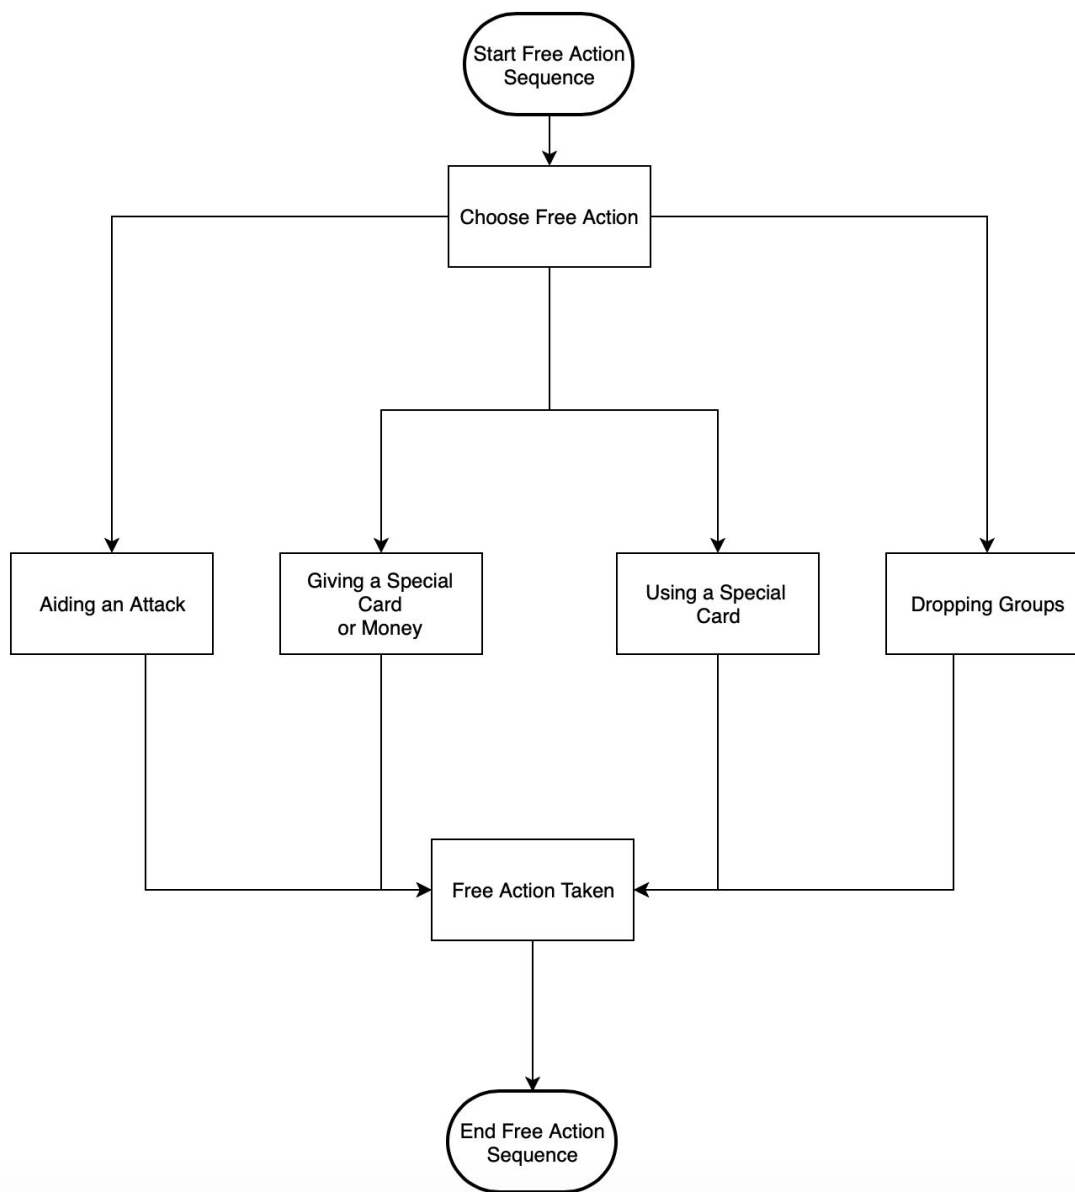 Start Free Action
Sequence
Choose Free Action
Aiding an Attack
Giving a Special
Card
or Money
Using a Special
Card
Dropping Groups
Free Action Taken
End Free Action
Sequence